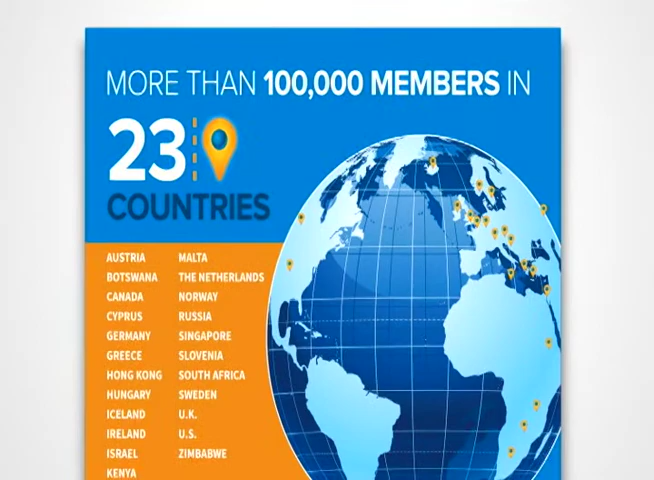 MORE THAN 100,000 MEMBERS IN
23
COUNTRIES
AUSTRIA
BOTSWANA
CANADA
CYPRUS
GERMANY
GREECE
HONG KONG
HUNGARY
ICELAND
IRELAND
ISRAEL
KENYA
MALTA
THE NETHERLANDS
NORWAY
RUSSIA
SINGAPORE
SLOVENIA
SOUTH AFRICA
SWEDEN
U.K.
U.S.
ZIMBABWE